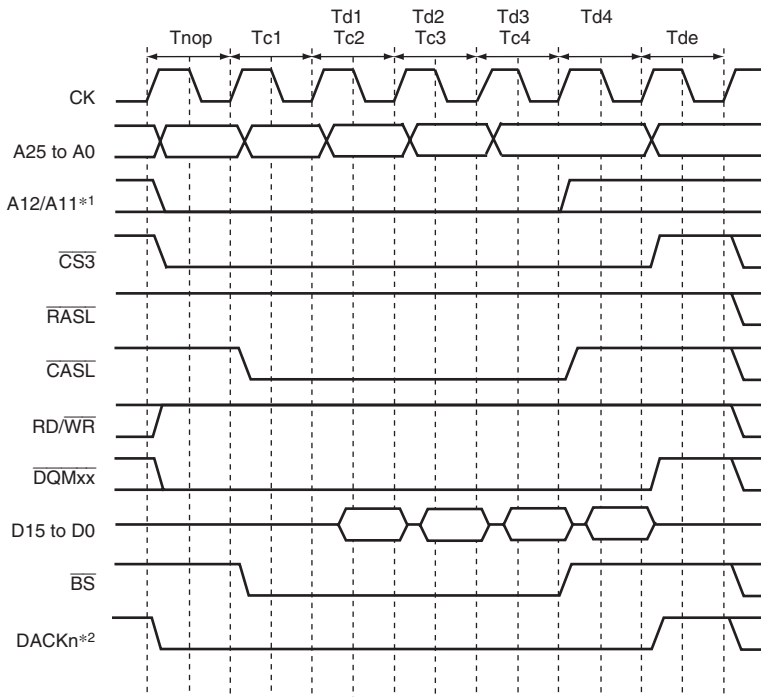 Td1 Td2 Td3 Td4
Tnop Tc1 Tc2 Tc3 Tc4 Tde
CK
A25 to A0
A12/A11*1
CS3
RASL
CASL
RD/WR
DQMxx
D15 to D0
BS
DACKn*2